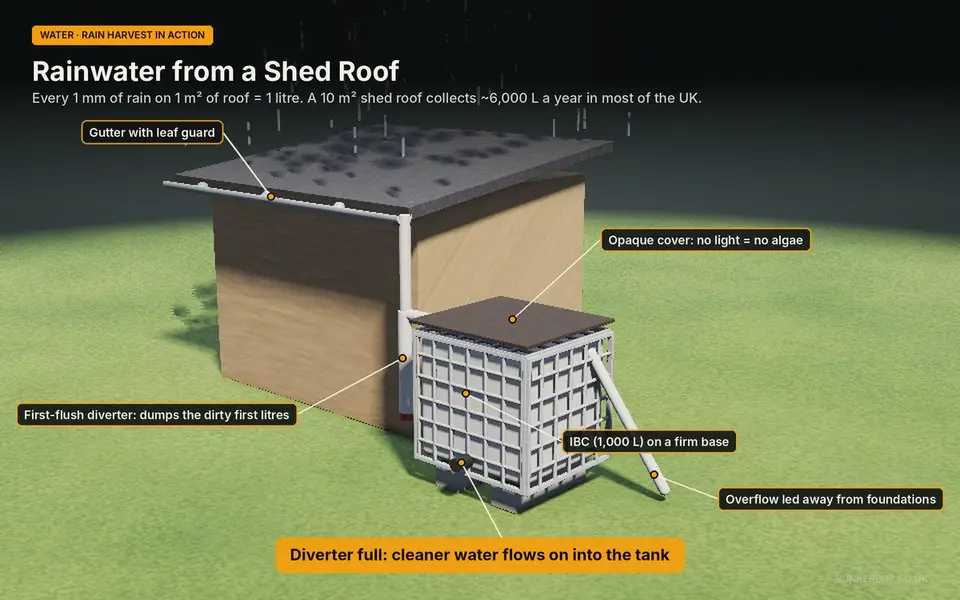 WATER · RAIN HARVEST IN ACTION
Rainwater from a Shed Roof
Every 1 mm of rain on 1 m² of roof = 1 litre. A 10 m² shed roof collects ~6,000 L a year in most of the UK.
Gutter with leaf guard
Opaque cover: no light = no algae
First-flush diverter: dumps the dirty first litres
IBC (1,000 L) on a firm base
Overflow led away from foundations
Diverter full: cleaner water flows on into the tank
BUNKERBOT.CO.UK